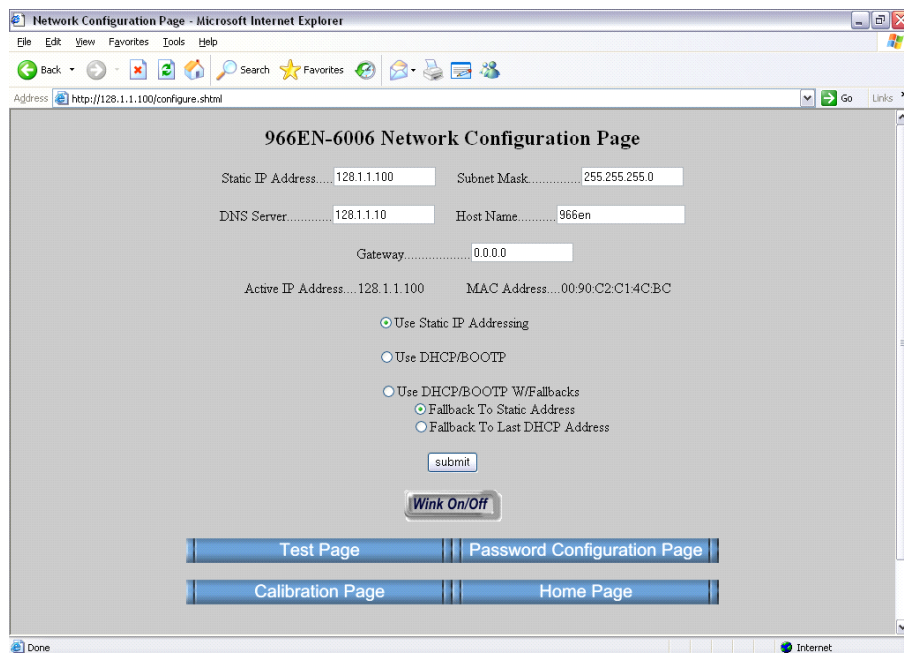 Network Configuration Page - Microsoft Internet Explorer
File Edit View Favorites Tools Help
Back Search Favorites
Address http://128.1.1.100/configure.shtml Go Links
966EN-6006 Network Configuration Page
Static IP Address..... 128.1.1.100 Subnet Mask.............. 255.255.255.0
DNS Server............ 128.1.1.10 Host Name.......... 966en
Gateway.................. 0.0.0.0
Active IP Address....128.1.1.100 MAC Address....00:90:C2:C1:4C:BC
Use Static IP Addressing
Use DHCP/BOOTP
Use DHCP/BOOTP W/Fallbacks
Fallback To Static Address
Fallback To Last DHCP Address
submit
Wink On/Off
Test Page Password Configuration Page
Calibration Page Home Page
Done Internet